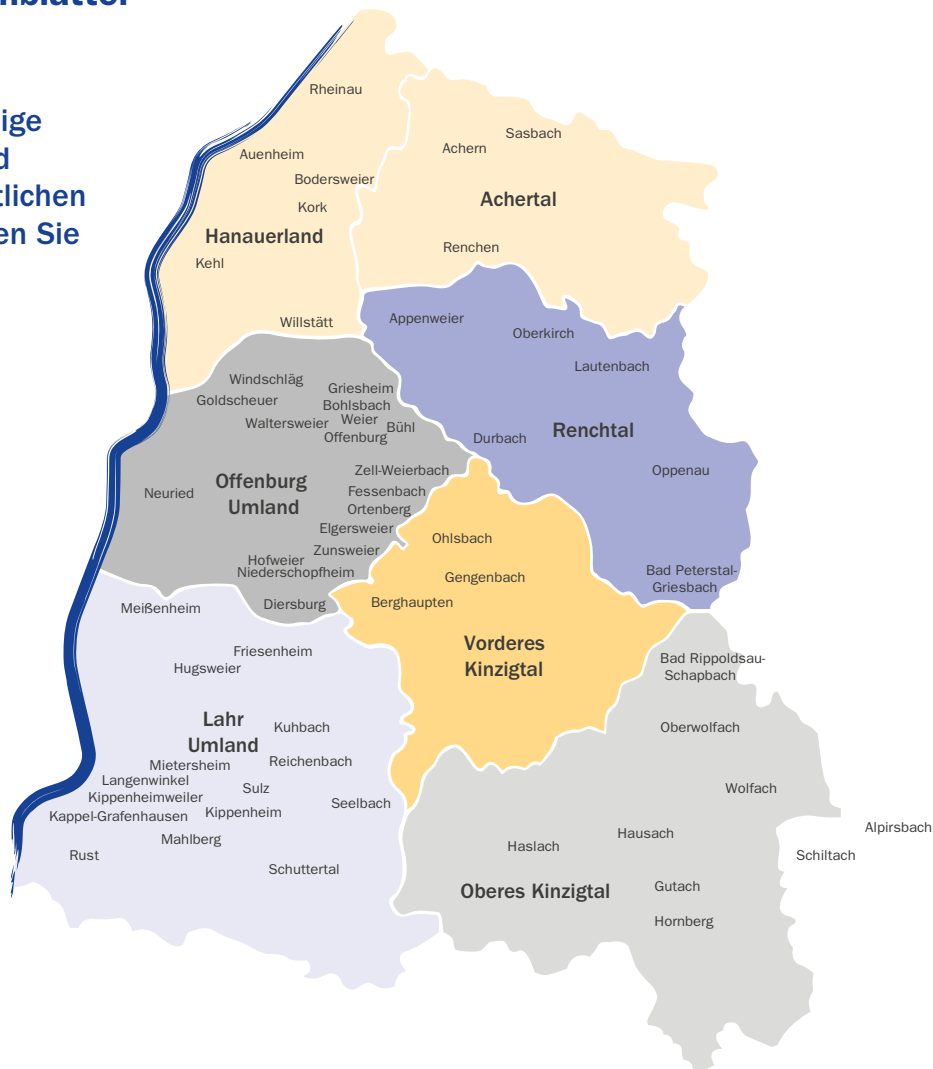 Rheinau
ige
Sasbach
Achern
d
Auenheim
Bodersweier
tlichen
Achertal
Kork
en Sie
Hanauerland
Renchen
Kehl
Willstätt
Appenweier
Oberkirch
Lautenbach
Windschläg
Griesheim
Goldscheuer
Bohlsbach
Waltersweier
Weier
Bühl
Offenburg
Durbach
Renchtal
Zell-Weierbach
Oppenau
Offenburg
Umland
Neuried
Fessenbach
Ortenberg
Elgersweier
Ohlsbach
Zunsweier
Hofweier
Niederschopfheim
Gengenbach
Bad Peterstal-
Griesbach
Meißenheim
Diersburg
Berghaupten
Vorderes
Kinzigtal
Friesenheim
Hugsweier
Bad Rippoldsau-
Schapbach
Lahr
Umland
Kuhbach
Oberwolfach
Mietersheim
Reichenbach
Langenwinkel
Sulz
Wolfach
Kippenheimweiler
Seelbach
Kappel-Grafenhausen
Kippenheim
Alpirsbach
Mahlberg
Hausach
Haslach
Rust
Schiltach
Schuttertal
Oberes Kinzigtal
Gutach
Hornberg